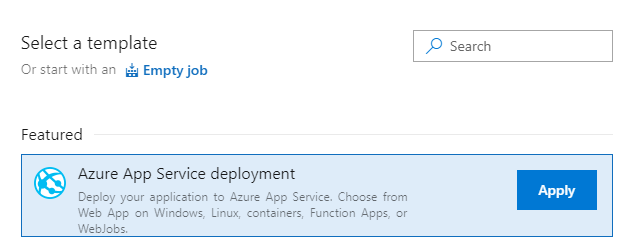 Select a template
Search
Or start with an Empty job
Featured
Azure App Service deployment
Deploy your application to Azure App Service. Choose from
Web App on Windows, Linux, containers, Function Apps, or
WebJobs.
Apply